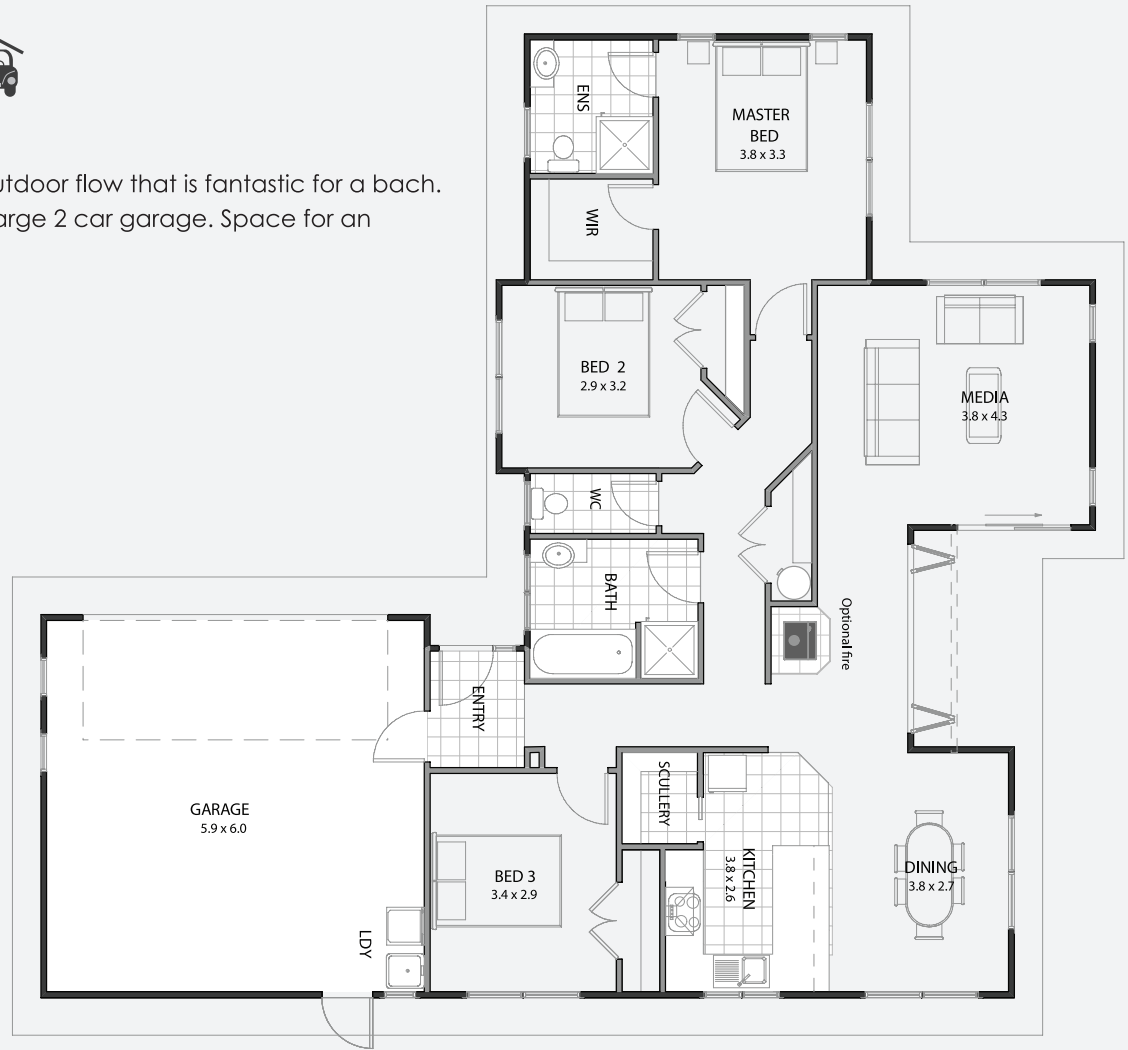 utdoor flow that is fantastic for a bach.
arge 2 car garage. Space for an
ENS
MASTER
BED
3.8 x 3.3
WIR
BED 2
2.9 x 3.2
MEDIA
3.8 x 4.3
WC
BATH
Optional fire
ENTRY
SCULLERY
GARAGE
5.9 x 6.0
KITCHEN
3.8 x 2.6
DINING
3.8 x 2.7
BED 3
3.4 x 2.9
LDY